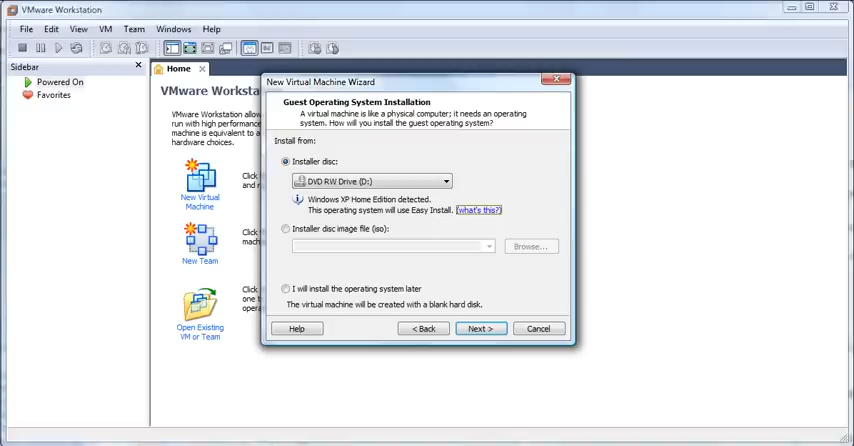 VMware Workstation
File Edit View VM Team Windows Help
Sidebar
Powered On
Favorites
Home
VMware Worksta
VMware Workstation allow
run with high performance
machine is equivalent to a
hardware choices.
New Virtual
Machine
Click
and r
New Team
Click
mach
Open Existing
VM or Team
Click
one t
opera
New Virtual Machine Wizard
Guest Operating System Installation
A virtual machine is like a physical computer; it needs an operating
system. How will you install the guest operating system?
Install from:
Installer disc:
DVD RW Drive (D:)
Windows XP Home Edition detected.
This operating system will use Easy Install. (what's this?)
Installer disc image file (iso):
Browse...
I will install the operating system later
The virtual machine will be created with a blank hard disk.
Help < Back Next > Cancel